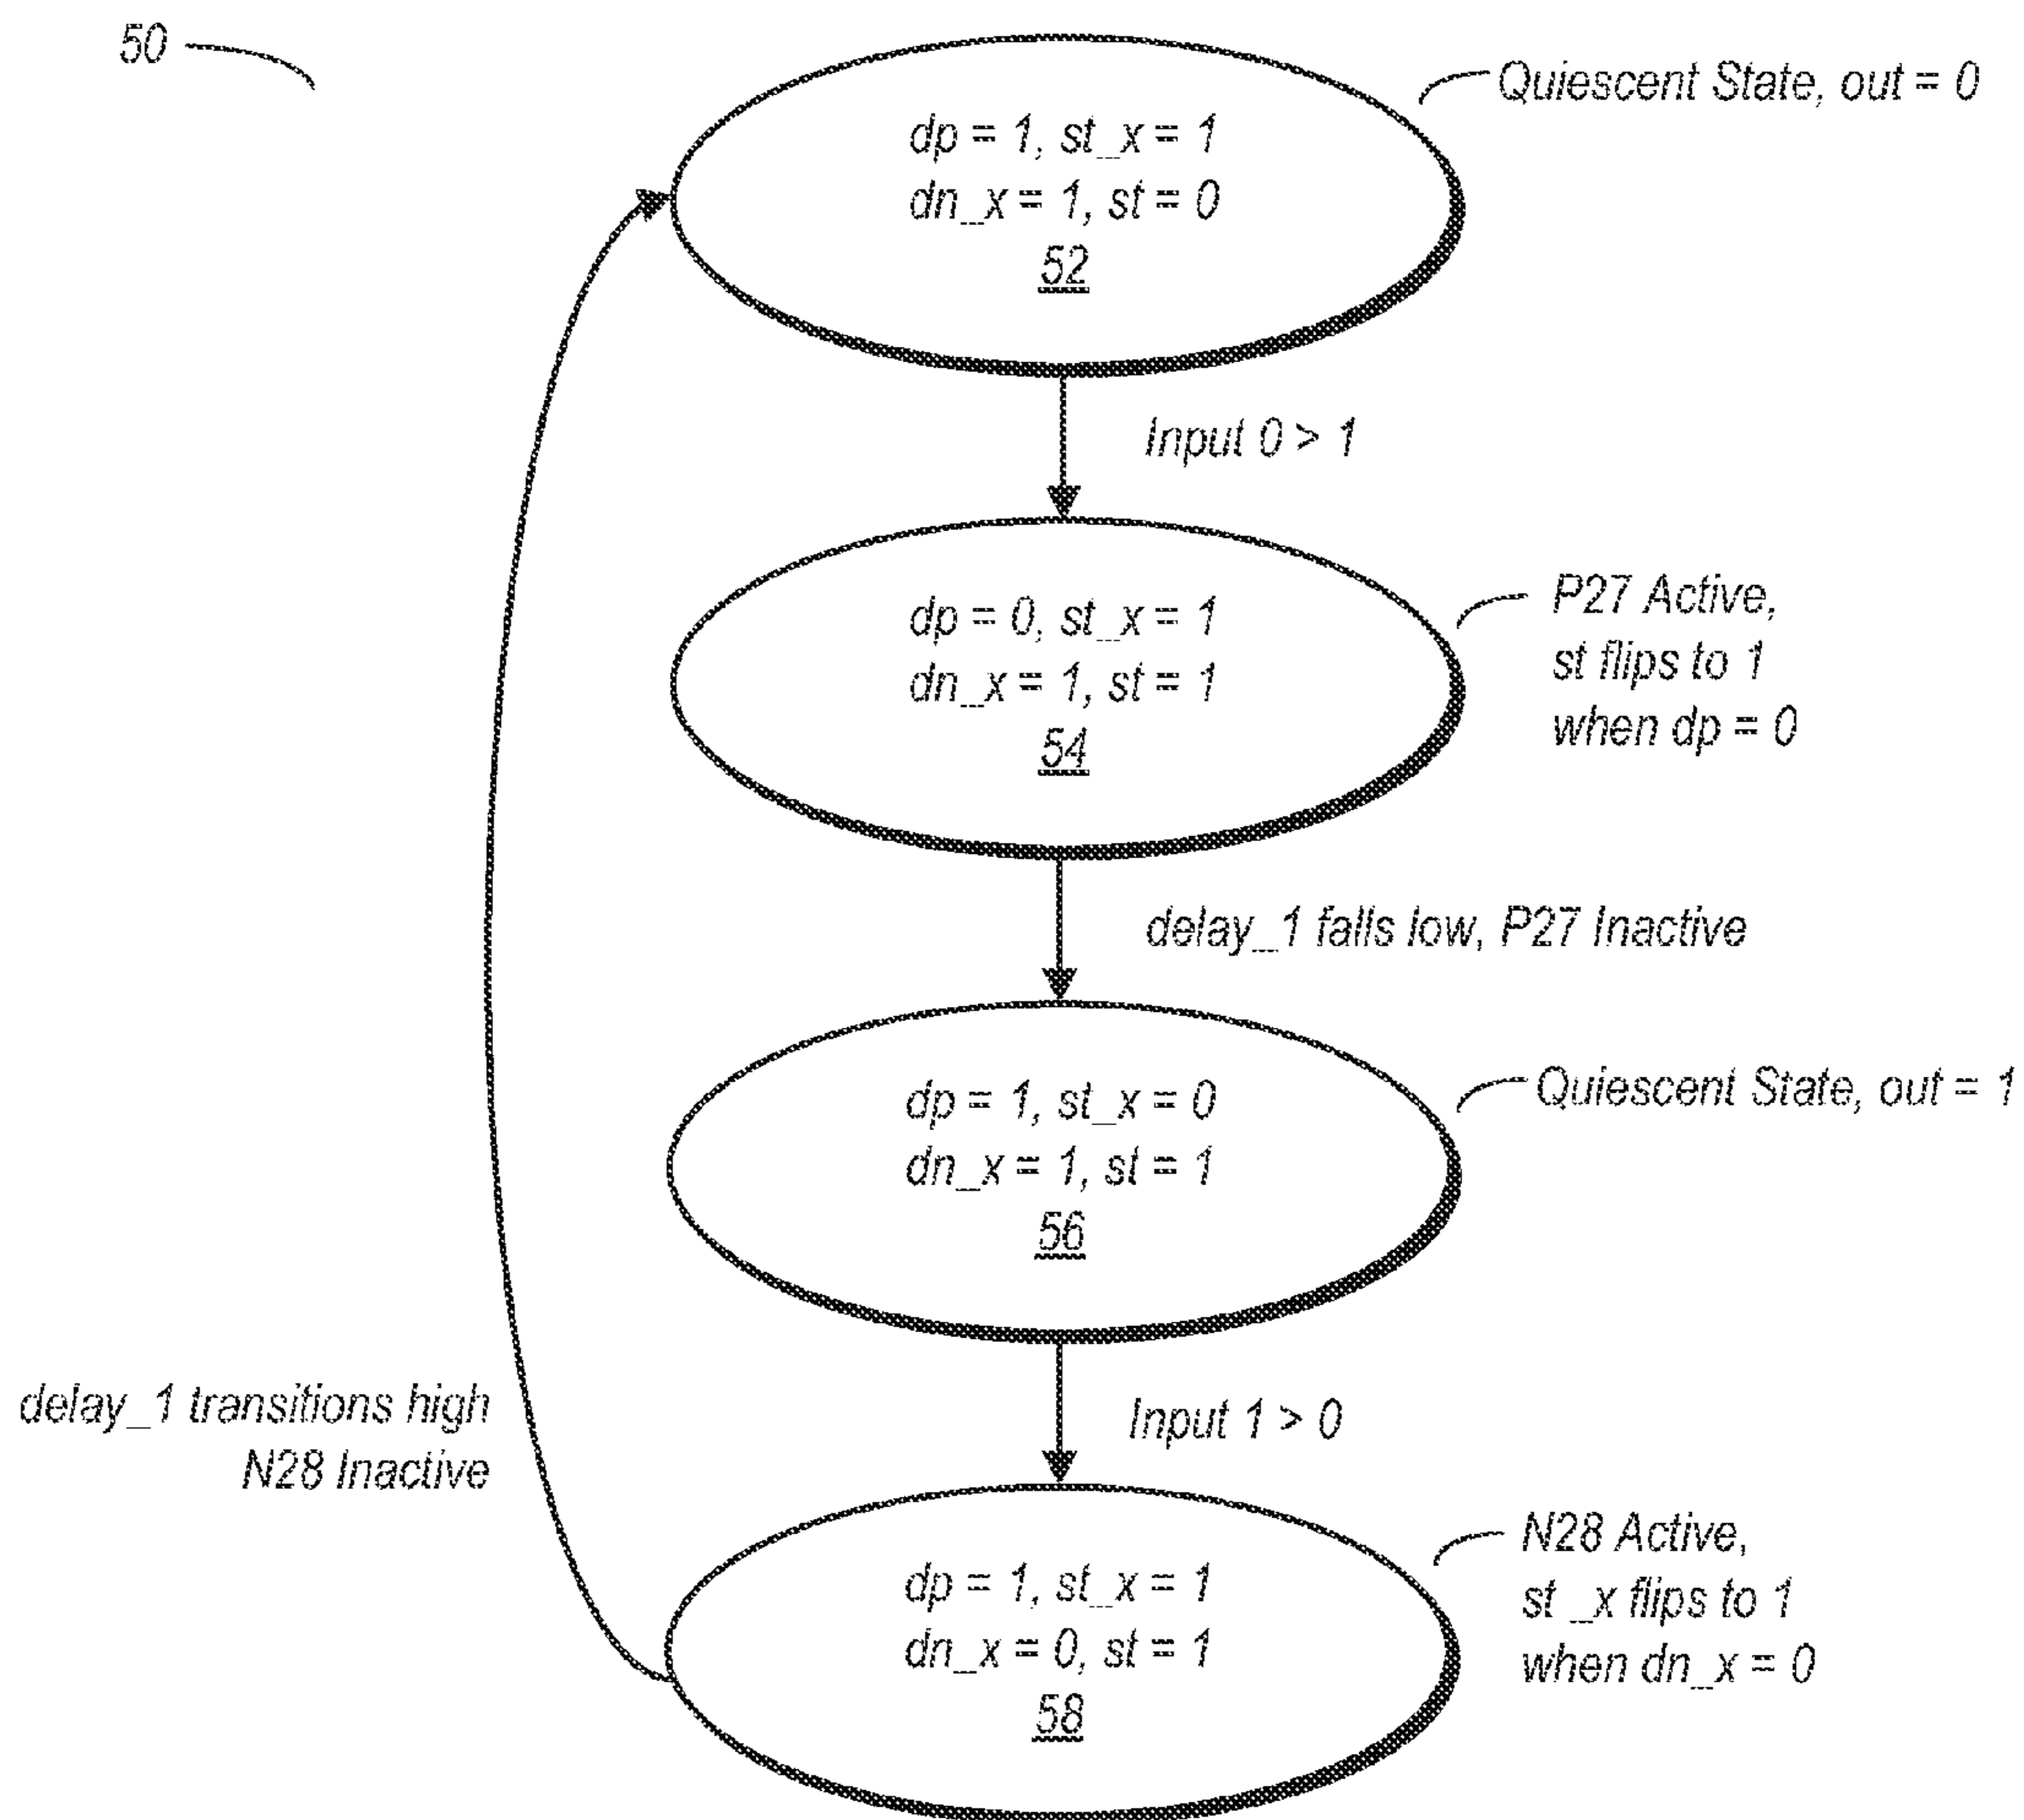 50
Quiescent State, out = 0
dp = 1, st_x = 1
dn_x = 1, st = 0
52
Input 0 > 1
dp = 0, st_x = 1
dn_x = 1, st = 1
54
P27 Active,
st flips to 1
when dp = 0
delay_1 falls low, P27 Inactive
dp = 1, st_x = 0
dn_x = 1, st = 1
56
Quiescent State, out = 1
Input 1 > 0
delay_1 transitions high
N28 Inactive
dp = 1, st_x = 1
dn_x = 0, st = 1
58
N28 Active,
st _x flips to 1
when dn_x = 0